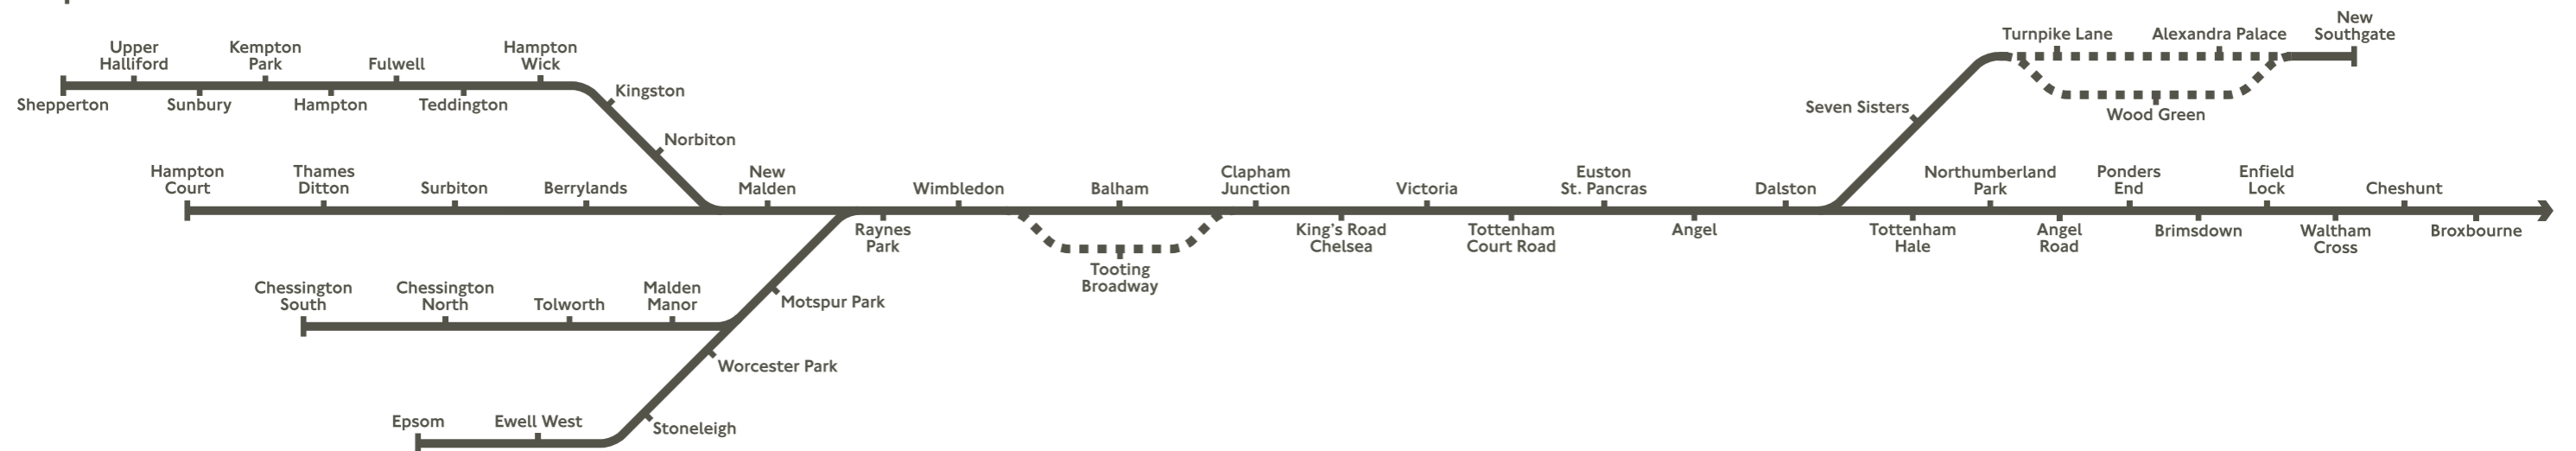 Upper
Halliford
Kempton
Park
Fulwell
Hampton
Wick
Shepperton
Sunbury
Hampton
Teddington
Kingston
Norbiton
Hampton
Court
Thames
Ditton
Surbiton
Berrylands
New
Malden
Raynes
Park
Wimbledon
Balham
Tooting
Broadway
Clapham
Junction
King's Road
Chelsea
Victoria
Tottenham
Court Road
Euston
St. Pancras
Angel
Dalston
Seven Sisters
Turnpike Lane
Alexandra Palace
New
Southgate
Wood Green
Tottenham
Hale
Northumberland
Park
Angel
Road
Ponders
End
Brimsdown
Enfield
Lock
Waltham
Cross
Cheshunt
Broxbourne
Chessington
South
Chessington
North
Tolworth
Malden
Manor
Motspur Park
Worcester Park
Stoneleigh
Epsom
Ewell West